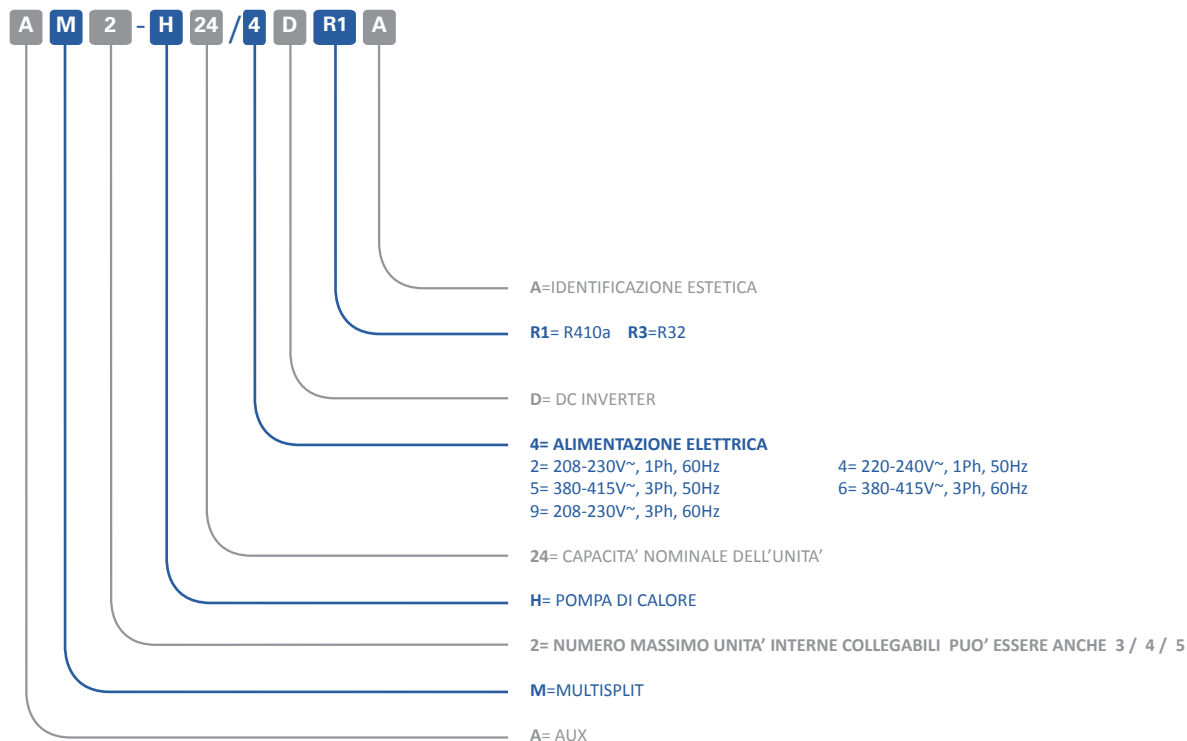 A M 2 - H 24 / 4 D R1 A
A=IDENTIFICAZIONE ESTETICA
R1= R410a R3=R32
D= DC INVERTER
4= ALIMENTAZIONE ELETTRICA
2= 208-230V~, 1Ph, 60Hz 4= 220-240V~, 1Ph, 50Hz
5= 380-415V~, 3Ph, 50Hz 6= 380-415V~, 3Ph, 60Hz
9= 208-230V~, 3Ph, 60Hz
24= CAPACITA’ NOMINALE DELL’UNITA’
H= POMPA DI CALORE
2= NUMERO MASSIMO UNITA’ INTERNE COLLEGABILI PUO’ ESSERE ANCHE 3 / 4 / 5
M=MULTISPLIT
A= AUX